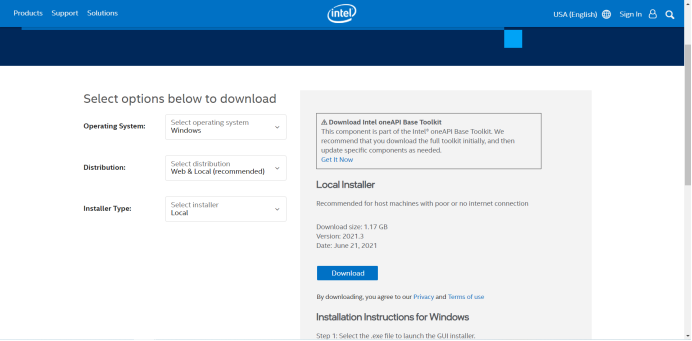 Products Support Solutions
intel
USA (English) Sign In
Select options below to download
Operating System:
Select operating system
Windows
Distribution:
Select distribution
Web & Local (recommended)
Installer Type:
Select installer
Local
Download Intel oneAPI Base Toolkit
This component is part of the Intel® oneAPI Base Toolkit. We
recommend that you download the full toolkit initially, and then
update specific components as needed.
Get It Now
Local Installer
Recommended for host machines with poor or no internet connection
Download size: 1.17 GB
Version: 2021.3
Date: June 21, 2021
Download
By downloading, you agree to our Privacy and Terms of use
Installation Instructions for Windows
Step 1: Select the .exe file to launch the GUI installer.